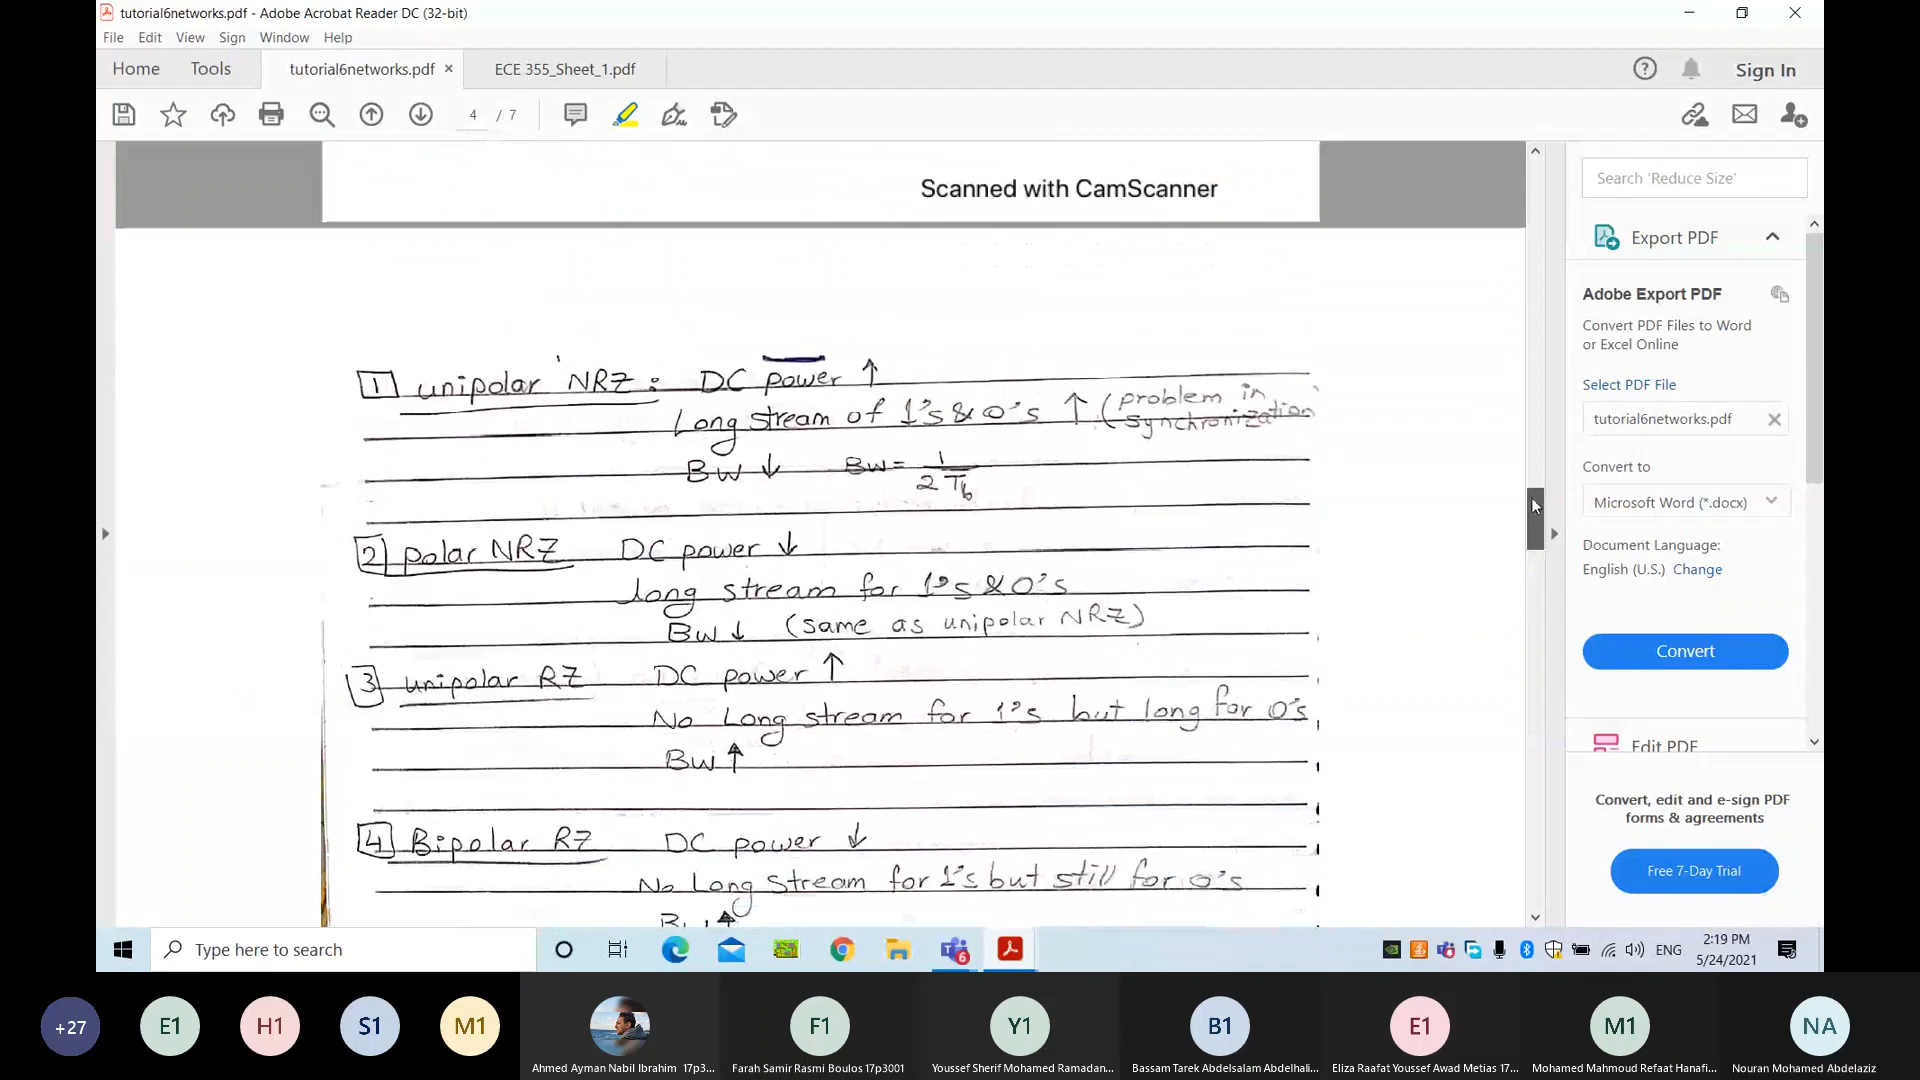 tutorial6networks.pdf - Adobe Acrobat Reader DC (32-bit)
File Edit View Sign Window Help
Home Tools tutorial6networks.pdf × ECE 355_Sheet_1.pdf Sign In
4 / 7
Scanned with CamScanner
1 unipolar NRZ: DC power ↑
Long stream of 1's & 0's ↑ (problem in
synchronization
BW ↓ BW = 1
2 Tb
2 polar NRZ DC power ↓
long stream for 1's & 0's
BW ↓ (same as unipolar NRZ)
3 unipolar RZ DC power ↑
No Long stream for 1's but long for 0's
BW ↑
4 Bipolar RZ DC power ↓
No Long Stream for 1's but still for 0's
Search 'Reduce Size'
Export PDF
Adobe Export PDF
Convert PDF Files to Word
or Excel Online
Select PDF File
tutorial6networks.pdf
Convert to
Microsoft Word (*.docx)
Document Language:
English (U.S.) Change
Convert
Edit PDF
Convert, edit and e-sign PDF
forms & agreements
Free 7-Day Trial
Type here to search
6
ENG
2:19 PM
5/24/2021
+27 E1 H1 S1 M1 F1 Y1 B1 E1 M1 NA
Ahmed Ayman Nabil Ibrahim 17p3...
Farah Samir Rasmi Boulos 17p3001
Youssef Sherif Mohamed Ramadan...
Bassam Tarek Abdelsalam Abdelhali...
Eliza Raafat Youssef Awad Metias 17...
Mohamed Mahmoud Refaat Hanafi...
Nouran Mohamed Abdelaziz